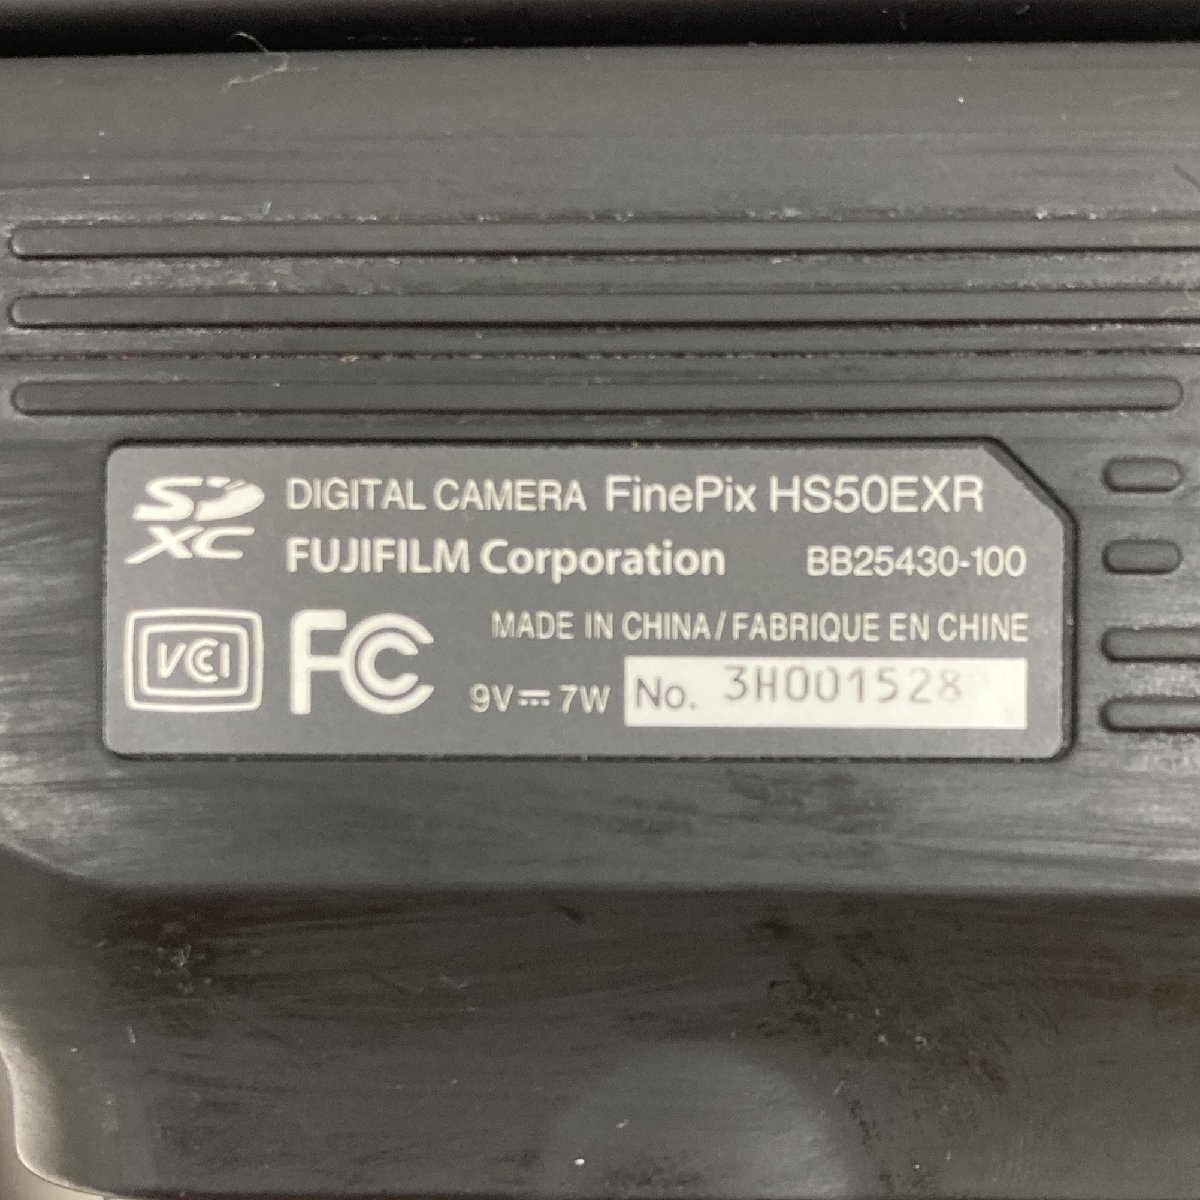 SD XC DIGITAL CAMERA FinePix HS50EXR
FUJIFILM Corporation BB25430-100
VCCI FC MADE IN CHINA/FABRIQUE EN CHINE
9V⎓7W No. 3H001528